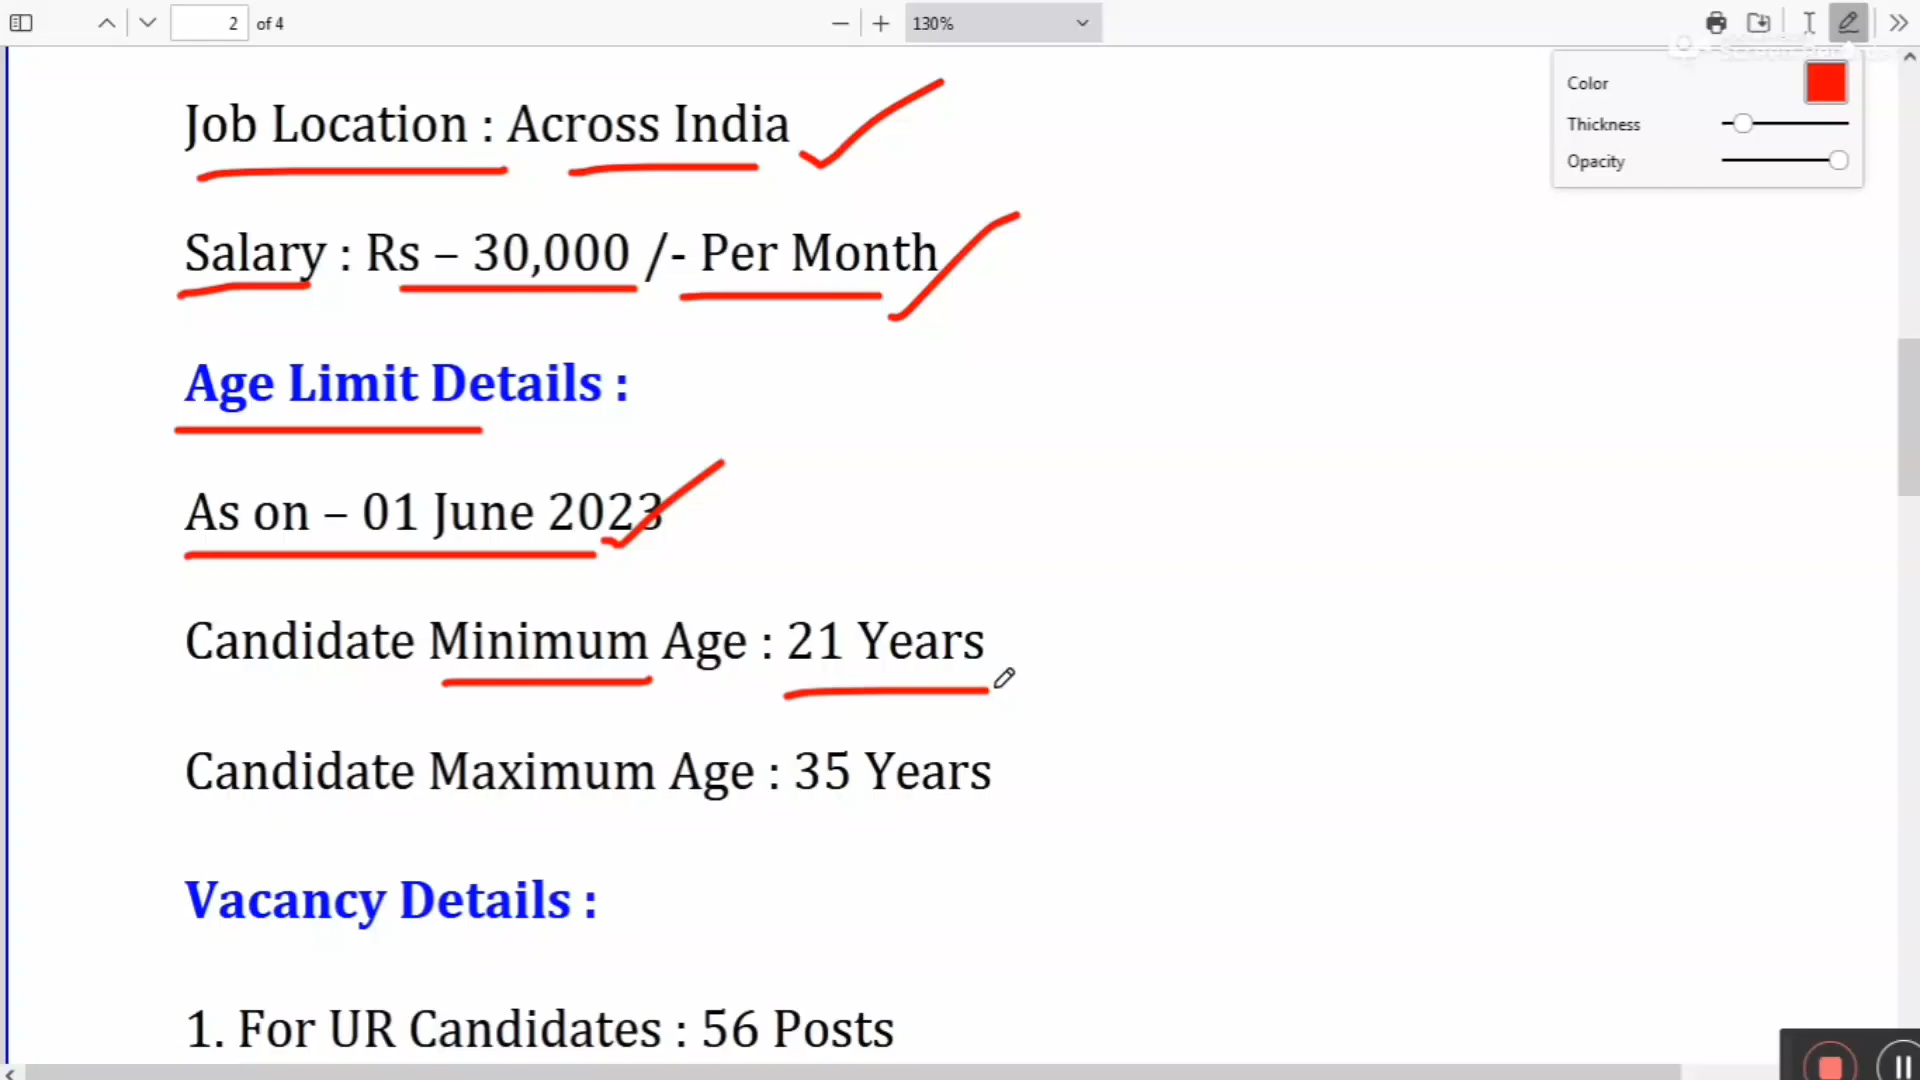 2 of 4
130%
Color
Thickness
Opacity
Job Location : Across India
Salary : Rs – 30,000 /- Per Month
Age Limit Details :
As on – 01 June 2023
Candidate Minimum Age : 21 Years
Candidate Maximum Age : 35 Years
Vacancy Details :
1. For UR Candidates : 56 Posts